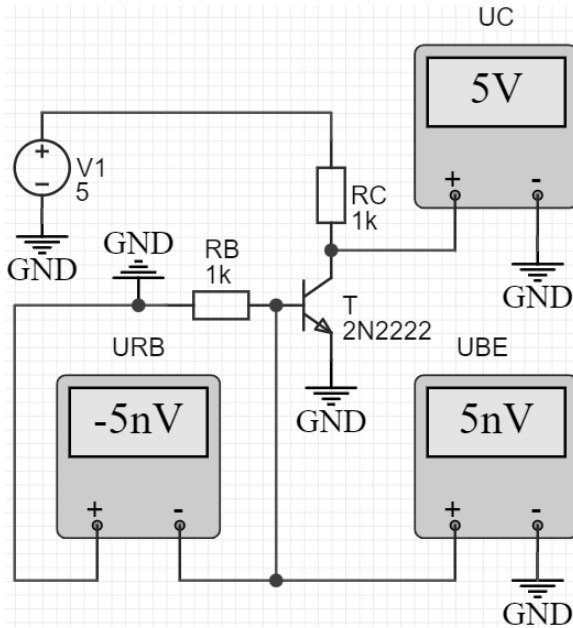 UC
5V
+ -
GND
+
-
V1
5
GND
RC
1k
GND
RB
1k
T
2N2222
GND
URB
-5nV
+ -
UBE
5nV
+ -
GND